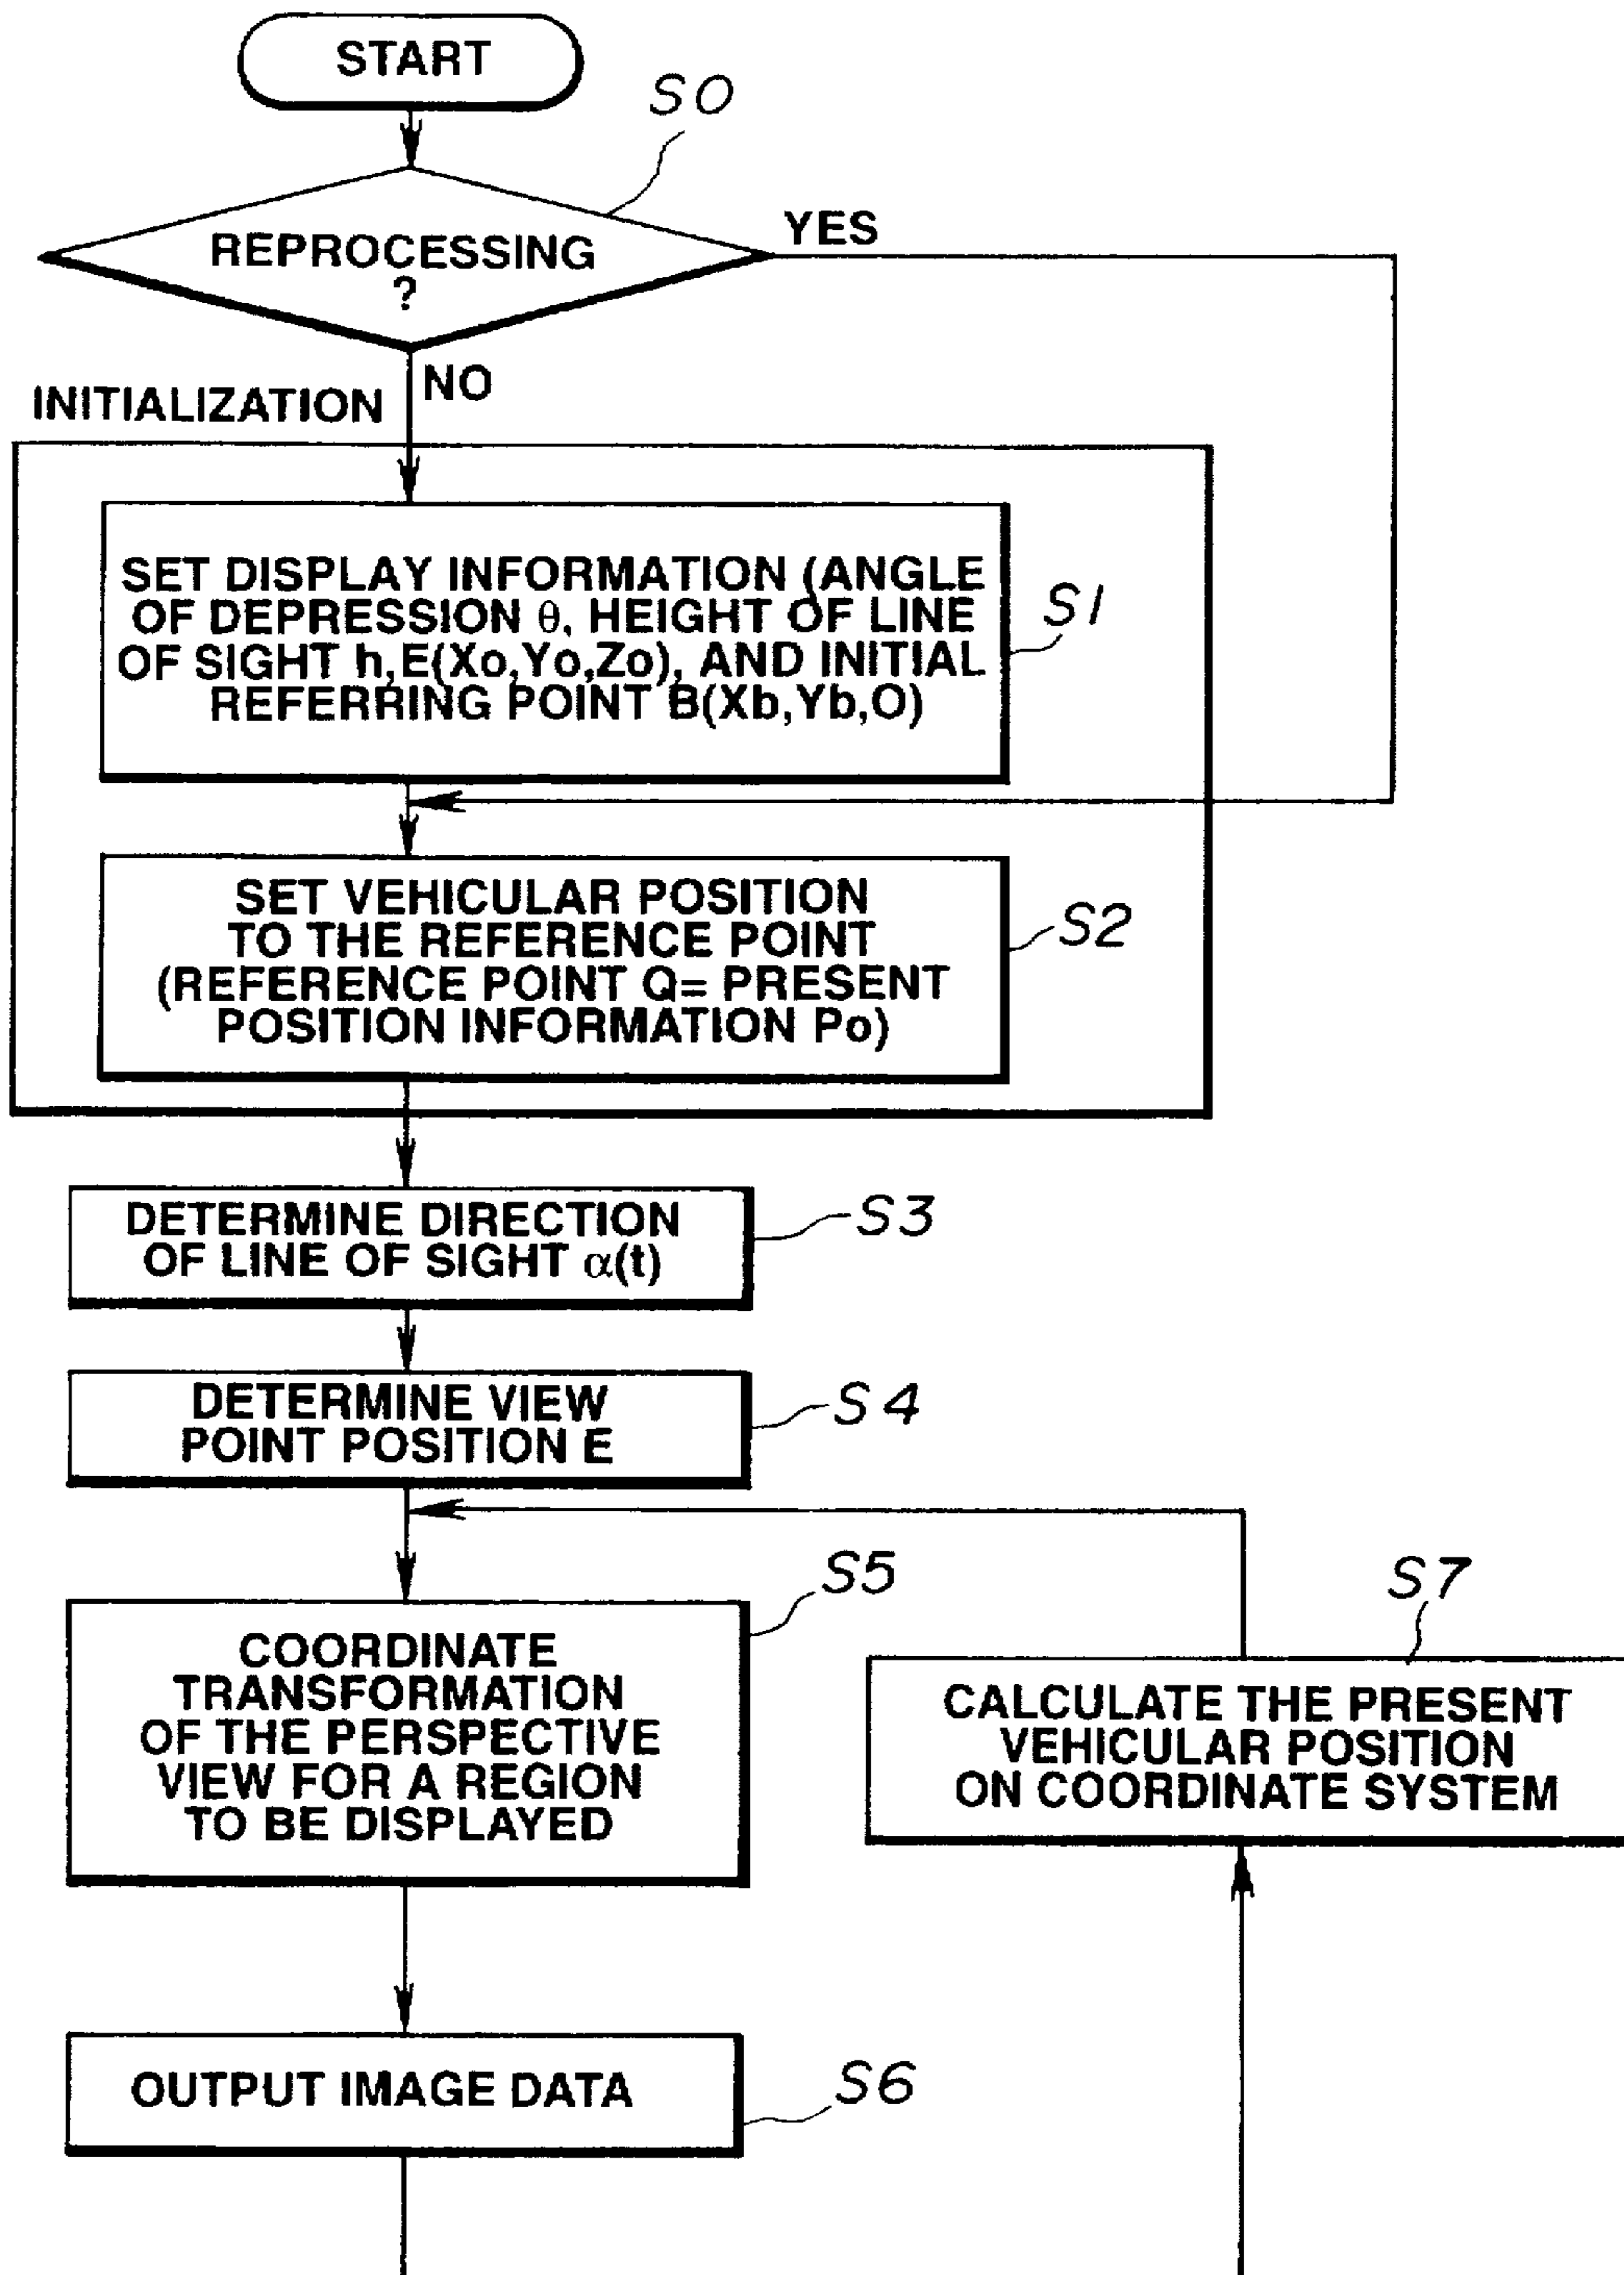 START
S0
REPROCESSING
?
YES
NO
INITIALIZATION
SET DISPLAY INFORMATION (ANGLE
OF DEPRESSION θ, HEIGHT OF LINE
OF SIGHT h,E(Xo,Yo,Zo), AND INITIAL
REFERRING POINT B(Xb,Yb,O)
S1
SET VEHICULAR POSITION
TO THE REFERENCE POINT
(REFERENCE POINT Q= PRESENT
POSITION INFORMATION Po)
S2
DETERMINE DIRECTION
OF LINE OF SIGHT α(t)
S3
DETERMINE VIEW
POINT POSITION E
S4
COORDINATE
TRANSFORMATION
OF THE PERSPECTIVE
VIEW FOR A REGION
TO BE DISPLAYED
S5
S7
CALCULATE THE PRESENT
VEHICULAR POSITION
ON COORDINATE SYSTEM
OUTPUT IMAGE DATA
S6